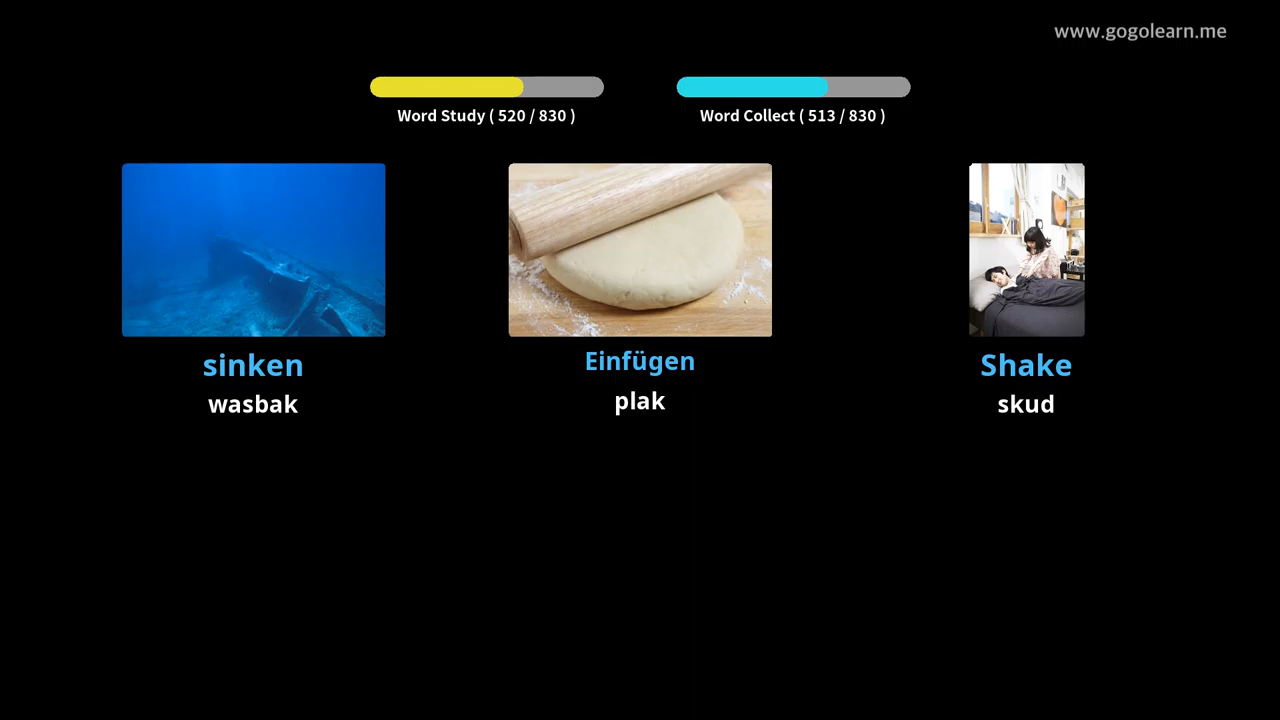 www.gogolearn.me
Word Study ( 520 / 830 )
Word Collect ( 513 / 830 )
sinken
wasbak
Einfügen
plak
Shake
skud